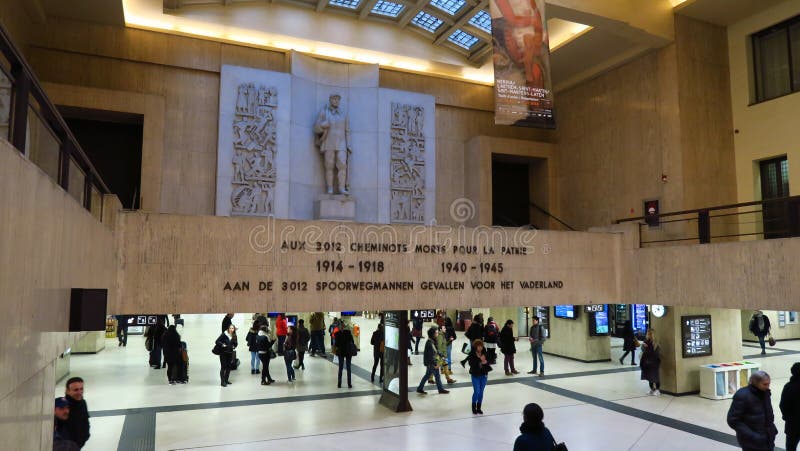 AUX 3012 CHEMINOTS MORTS POUR LA PATRIE
1914 - 1918 1940 - 1945
AAN DE 3012 SPOORWEGMANNEN GEVALLEN VOOR HET VADERLAND
dreamstime